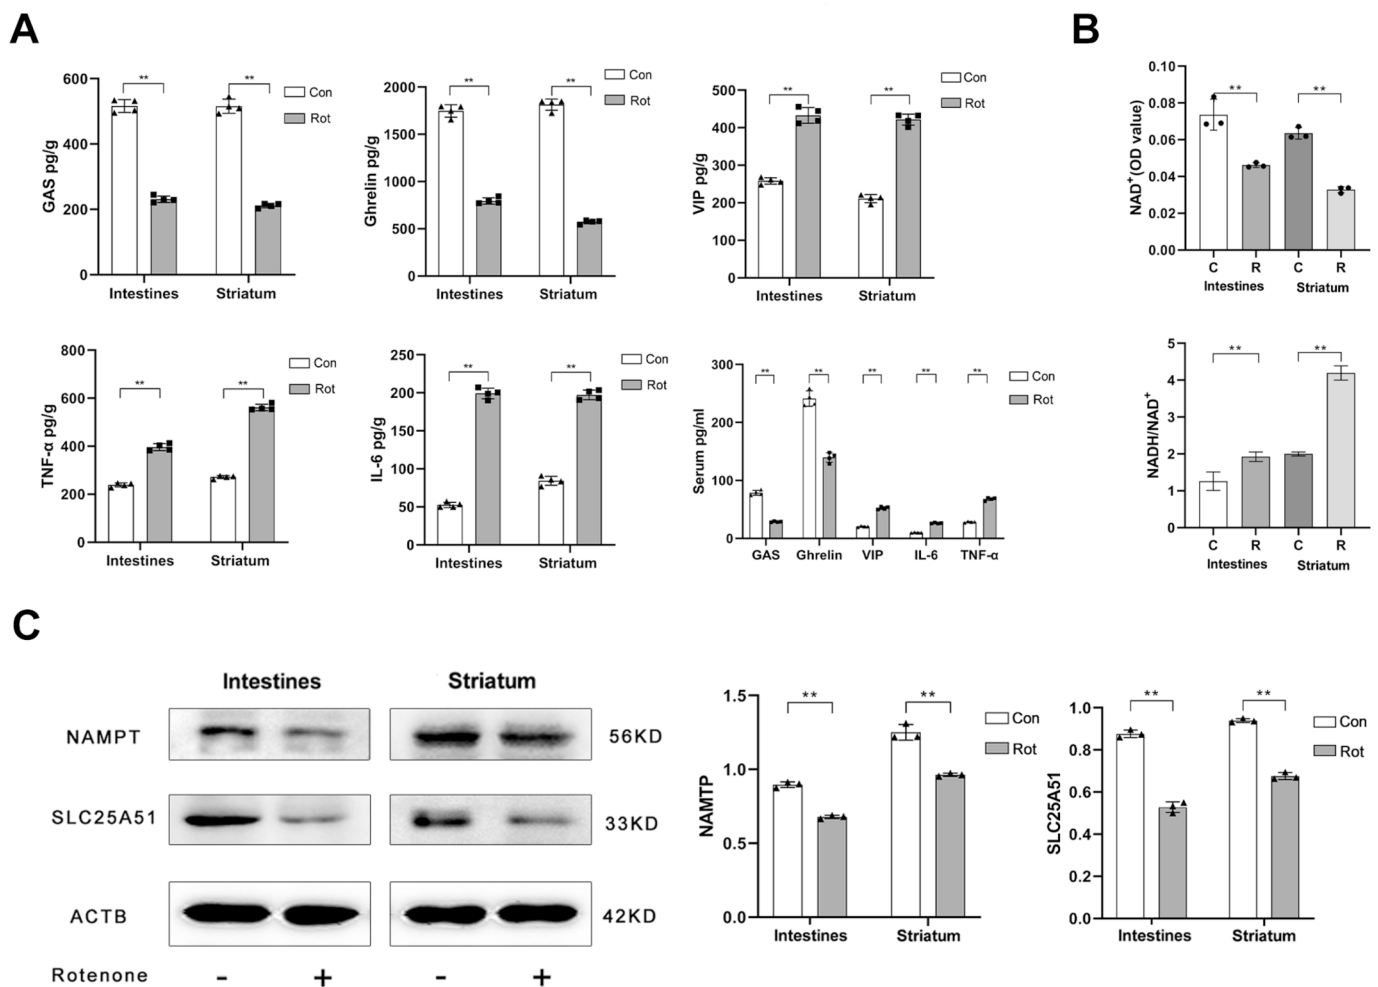 A
B
GAS pg/g
600
400
200
0
**
**
Con
Rot
Intestines
Striatum
Ghrelin pg/g
2000
1500
1000
500
0
**
**
Con
Rot
Intestines
Striatum
VIP pg/g
500
400
300
200
100
0
**
**
Con
Rot
Intestines
Striatum
NAD+(OD value)
0.10
0.08
0.06
0.04
0.02
0.00
**
**
C R C R
Intestines Striatum
TNF-α pg/g
800
600
400
200
0
**
**
Con
Rot
Intestines
Striatum
IL-6 pg/g
250
200
150
100
50
0
**
**
Con
Rot
Intestines
Striatum
Serum pg/ml
300
200
100
0
** ** ** ** **
Con
Rot
GAS Ghrelin VIP IL-6 TNF-α
NADH/NAD+
5
4
3
2
1
0
**
**
C R C R
Intestines Striatum
C
Intestines Striatum
NAMPT 56KD
SLC25A51 33KD
ACTB 42KD
Rotenone - + - +
NAMTP
1.5
1.0
0.5
0.0
**
**
Con
Rot
Intestines
Striatum
SLC25A51
1.0
0.8
0.6
0.4
0.2
0.0
**
**
Con
Rot
Intestines
Striatum